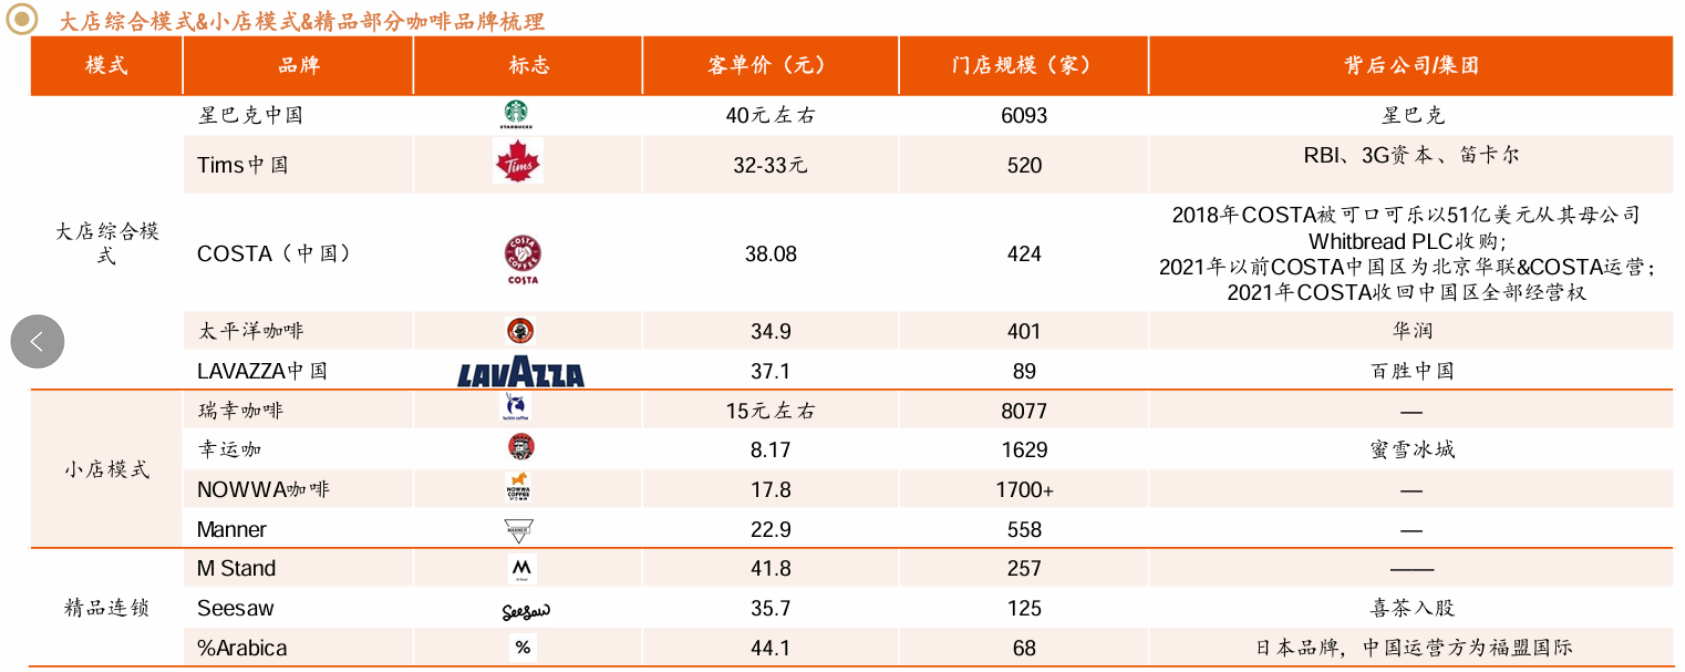 大店综合模式&小店模式&精品部分咖啡品牌梳理
模式 品牌 标志 客单价（元） 门店规模（家） 背后公司/集团
大店综合模式
星巴克中国 STARBUCKS 40元左右 6093 星巴克
Tims中国 Tims 32-33元 520 RBI、3G资本、笛卡尔
COSTA（中国） COSTA COFFEE COSTA 38.08 424
2018年COSTA被可口可乐以51亿美元从其母公司
Whitbread PLC收购；
2021年以前COSTA中国区为北京华联&COSTA运营；
2021年COSTA收回中国区全部经营权
太平洋咖啡 34.9 401 华润
LAVAZZA中国 LAVAZZA 37.1 89 百胜中国
小店模式
瑞幸咖啡 luckin coffee 15元左右 8077 —
幸运咖 8.17 1629 蜜雪冰城
NOWWA咖啡 NOWWA COFFEE 17.8 1700+ —
Manner MANNER 22.9 558 —
精品连锁
M Stand M 41.8 257 ——
Seesaw SeeSaw 35.7 125 喜茶入股
%Arabica % 44.1 68 日本品牌，中国运营方为福盟国际